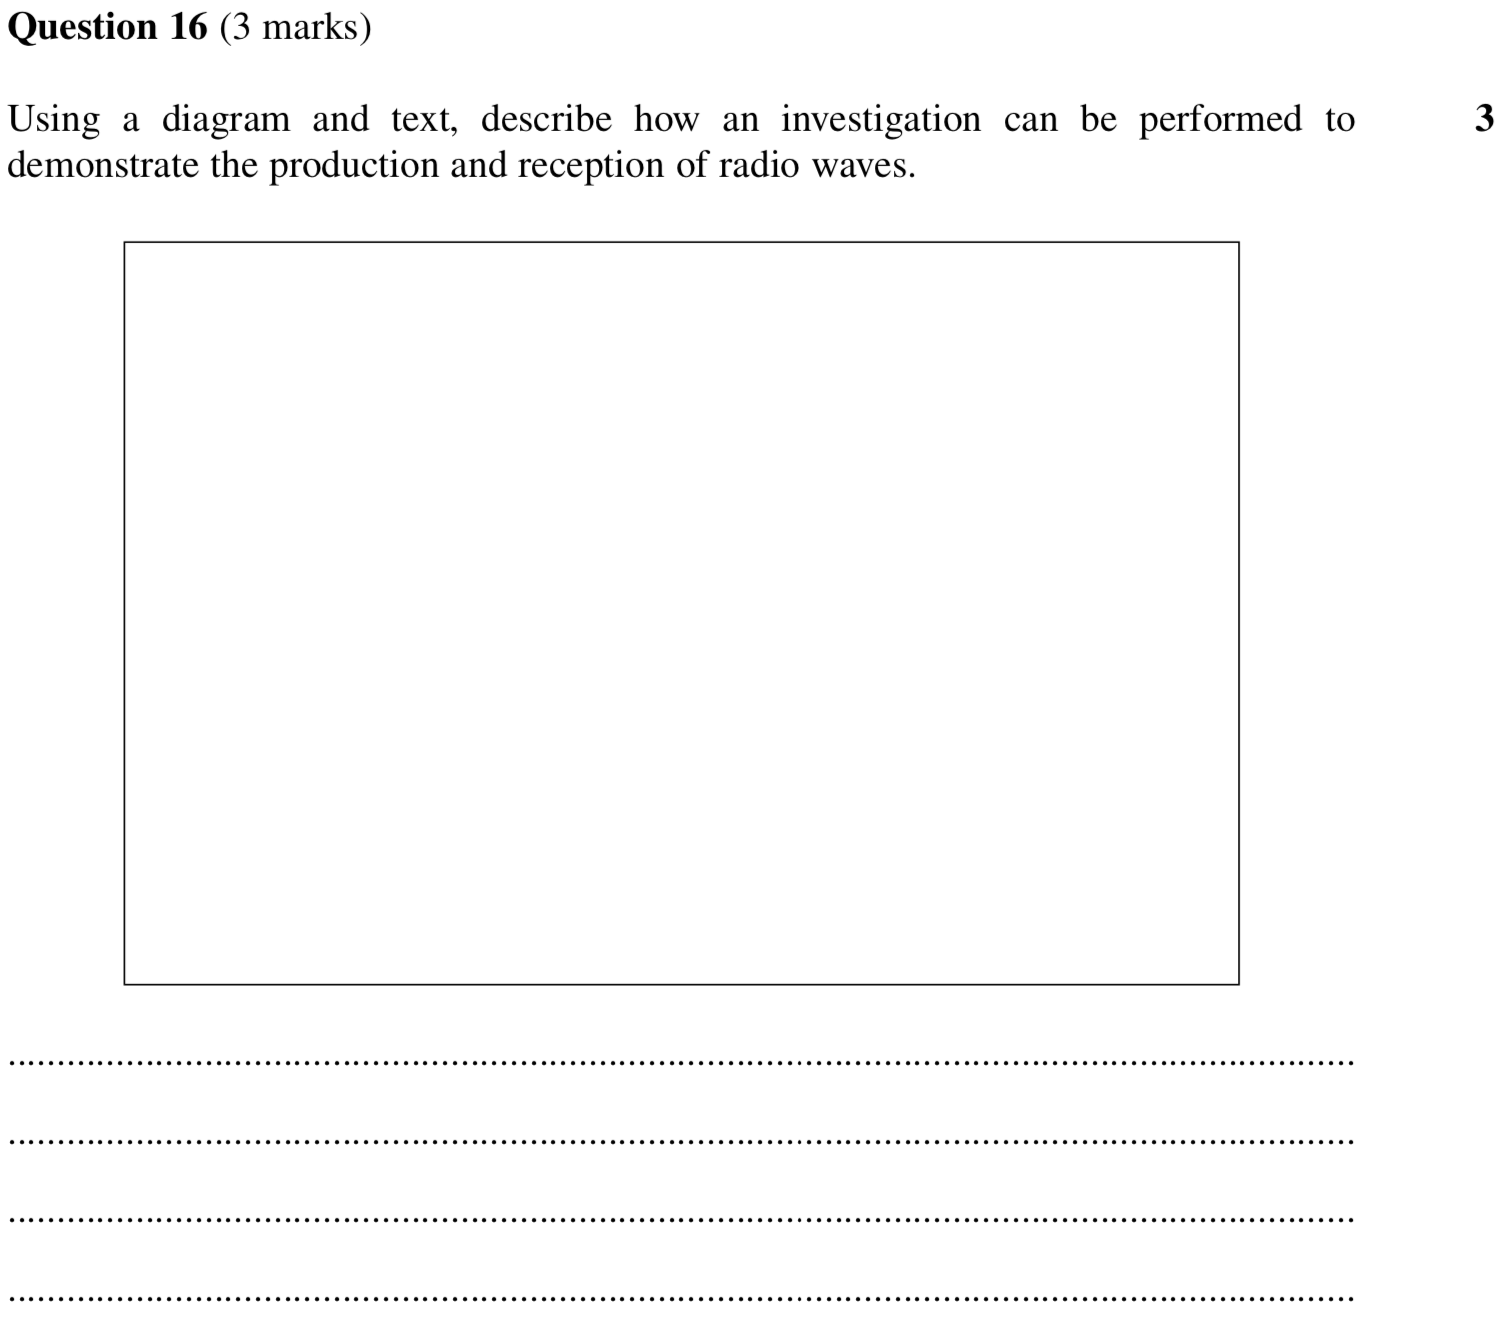 Question 16 (3 marks)
Using a diagram and text, describe how an investigation can be performed to 3
demonstrate the production and reception of radio waves.